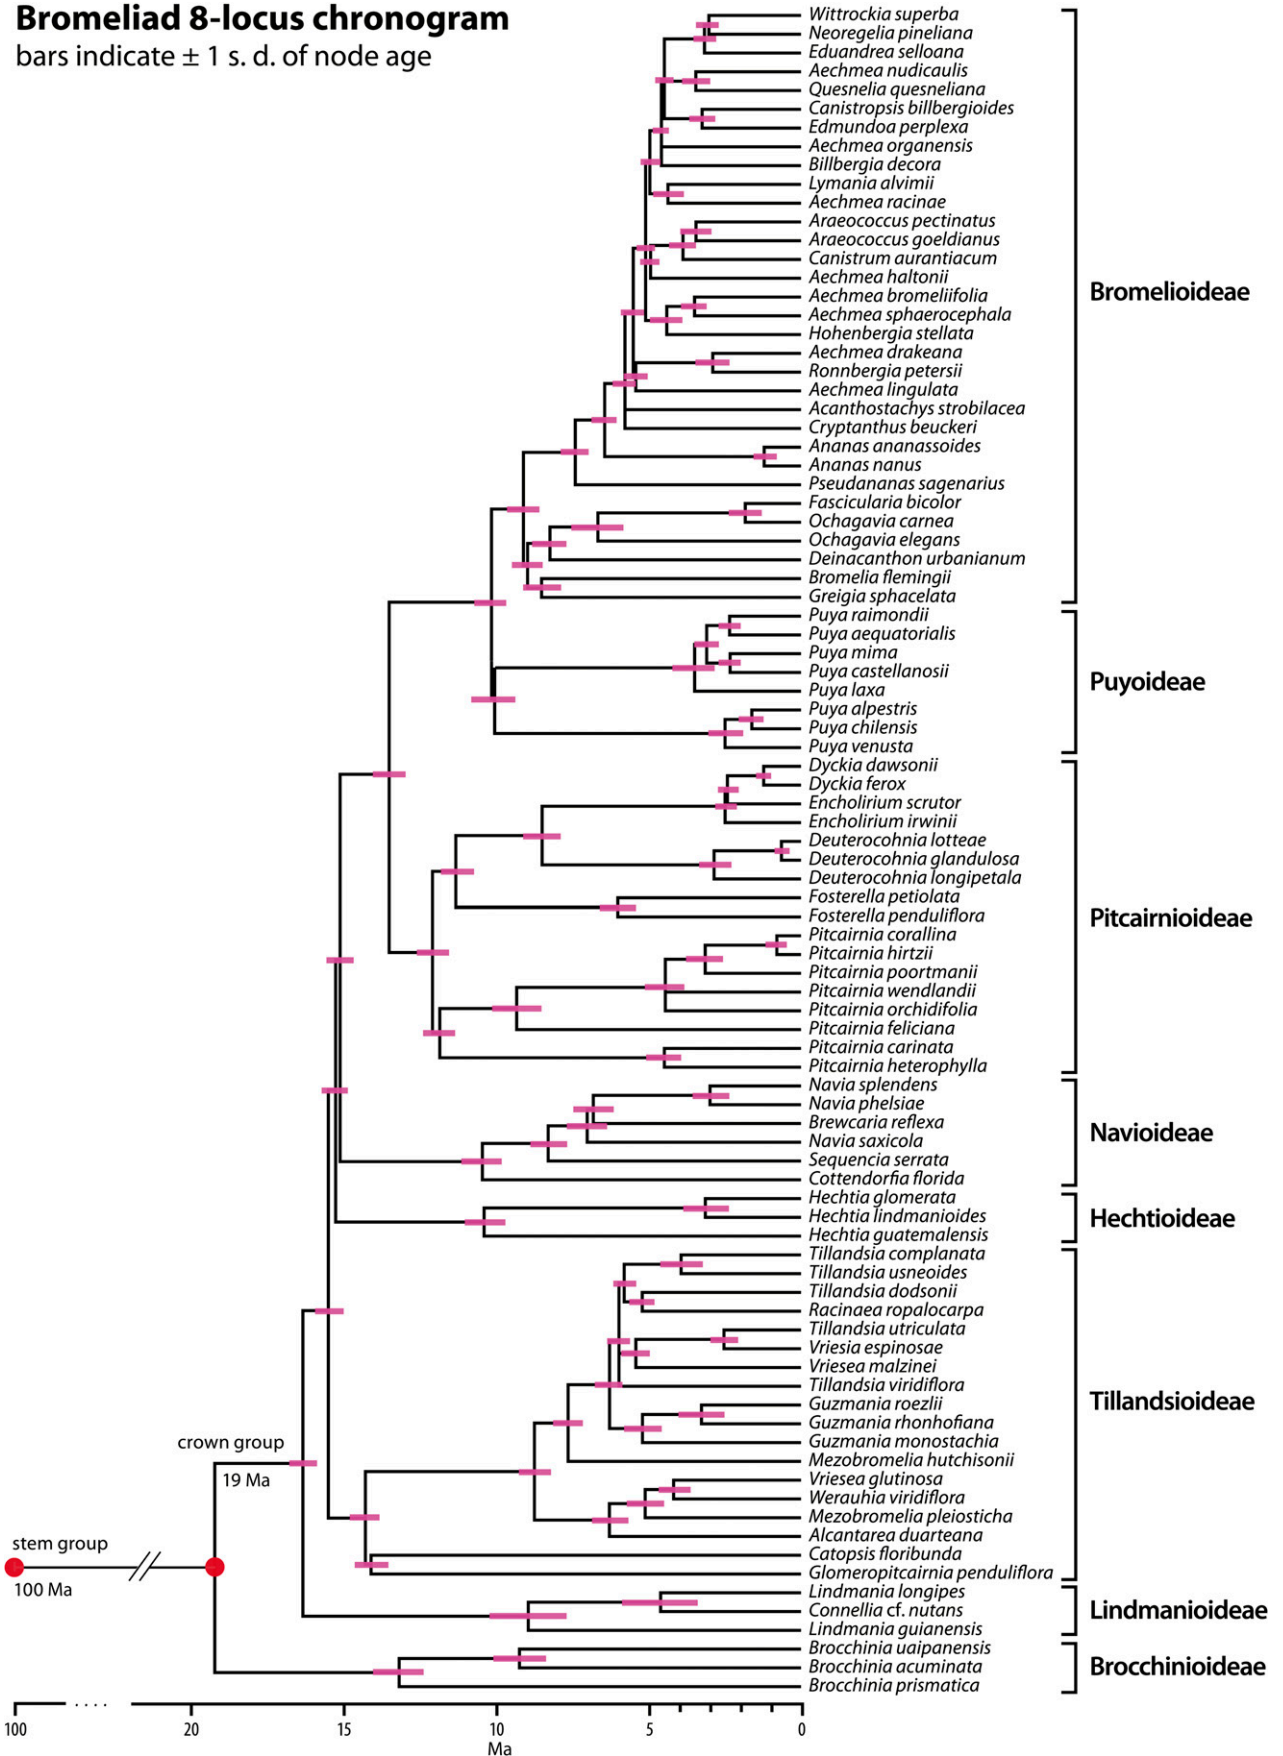 Bromeliad 8-locus chronogram
bars indicate ± 1 s. d. of node age
Wittrockia superba
Neoregelia pineliana
Eduandrea selloana
Aechmea nudicaulis
Quesnelia quesneliana
Canistropsis billbergioides
Edmundoa perplexa
Aechmea organensis
Billbergia decora
Lymania alvimii
Aechmea racinae
Araeococcus pectinatus
Araeococcus goeldianus
Canistrum aurantiacum
Aechmea haltonii
Aechmea bromeliifolia
Aechmea sphaerocephala
Hohenbergia stellata
Aechmea drakeana
Ronnbergia petersii
Aechmea lingulata
Acanthostachys strobilacea
Cryptanthus beuckeri
Ananas ananassoides
Ananas nanus
Pseudananas sagenarius
Fascicularia bicolor
Ochagavia carnea
Ochagavia elegans
Deinacanthon urbanianum
Bromelia flemingii
Greigia sphacelata
Bromelioideae
Puya raimondii
Puya aequatorialis
Puya mima
Puya castellanosii
Puya laxa
Puya alpestris
Puya chilensis
Puya venusta
Puyoideae
Dyckia dawsonii
Dyckia ferox
Encholirium scrutor
Encholirium irwinii
Deuterocohnia lotteae
Deuterocohnia glandulosa
Deuterocohnia longipetala
Fosterella petiolata
Fosterella penduliflora
Pitcairnia corallina
Pitcairnia hirtzii
Pitcairnia poortmanii
Pitcairnia wendlandii
Pitcairnia orchidifolia
Pitcairnia feliciana
Pitcairnia carinata
Pitcairnia heterophylla
Pitcairnioideae
Navia splendens
Navia phelsiae
Brewcaria reflexa
Navia saxicola
Sequencia serrata
Cottendorfia florida
Navioideae
Hechtia glomerata
Hechtia lindmanioides
Hechtia guatemalensis
Hechtioideae
Tillandsia complanata
Tillandsia usneoides
Tillandsia dodsonii
Racinaea ropalocarpa
Tillandsia utriculata
Vriesia espinosae
Vriesea malzinei
Tillandsia viridiflora
Guzmania roezlii
Guzmania rhonhofiana
Guzmania monostachia
Mezobromelia hutchisonii
Vriesea glutinosa
Werauhia viridiflora
Mezobromelia pleiosticha
Alcantarea duarteana
Catopsis floribunda
Glomeropitcairnia penduliflora
Tillandsioideae
Lindmania longipes
Connellia cf. nutans
Lindmania guianensis
Lindmanioideae
Brocchinia uaipanensis
Brocchinia acuminata
Brocchinia prismatica
Brocchinioideae
crown group
19 Ma
stem group
100 Ma
100 .... 20 15 10 5 0
Ma